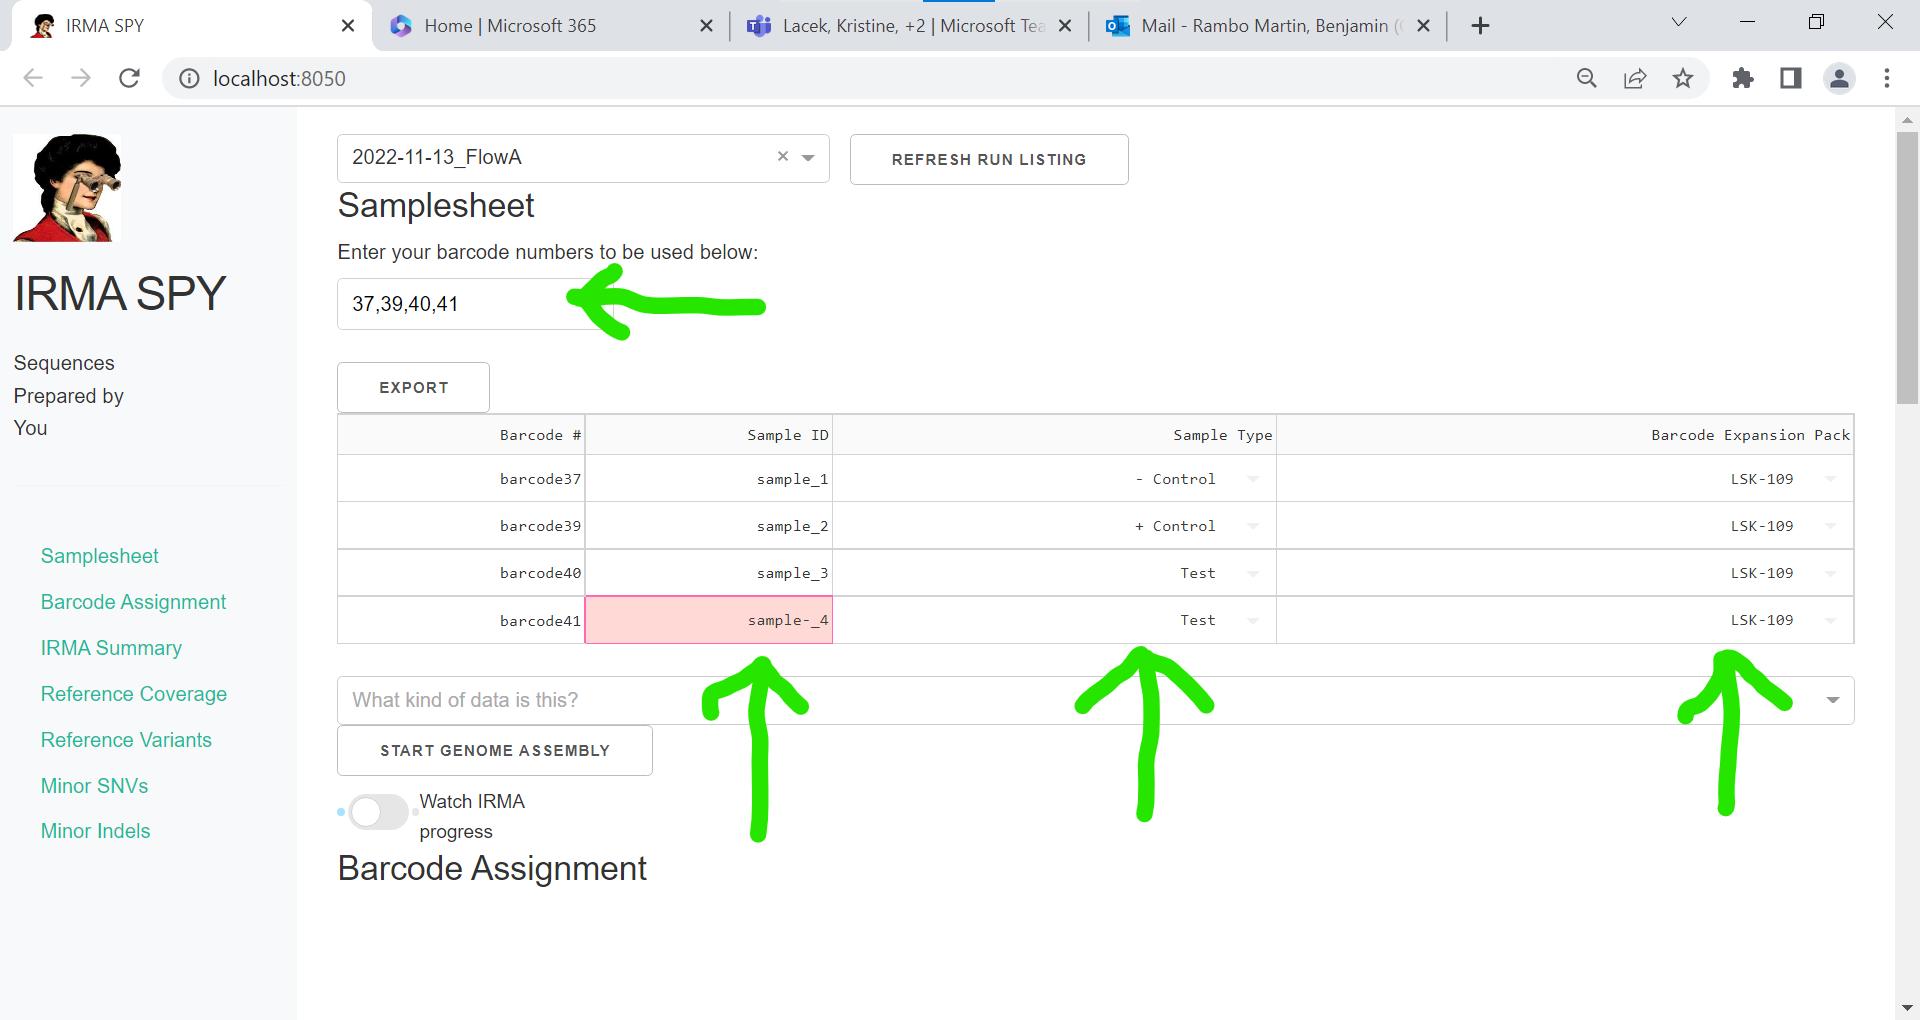 IRMA SPY
Home | Microsoft 365
Lacek, Kristine, +2 | Microsoft Tea
Mail - Rambo Martin, Benjamin (
localhost:8050
IRMA SPY
Sequences
Prepared by
You
Samplesheet
Barcode Assignment
IRMA Summary
Reference Coverage
Reference Variants
Minor SNVs
Minor Indels
2022-11-13_FlowA
REFRESH RUN LISTING
Samplesheet
Enter your barcode numbers to be used below:
37,39,40,41
EXPORT
Barcode # Sample ID Sample Type Barcode Expansion Pack
barcode37 sample_1 - Control LSK-109
barcode39 sample_2 + Control LSK-109
barcode40 sample_3 Test LSK-109
barcode41 sample-_4 Test LSK-109
What kind of data is this?
START GENOME ASSEMBLY
Watch IRMA
progress
Barcode Assignment